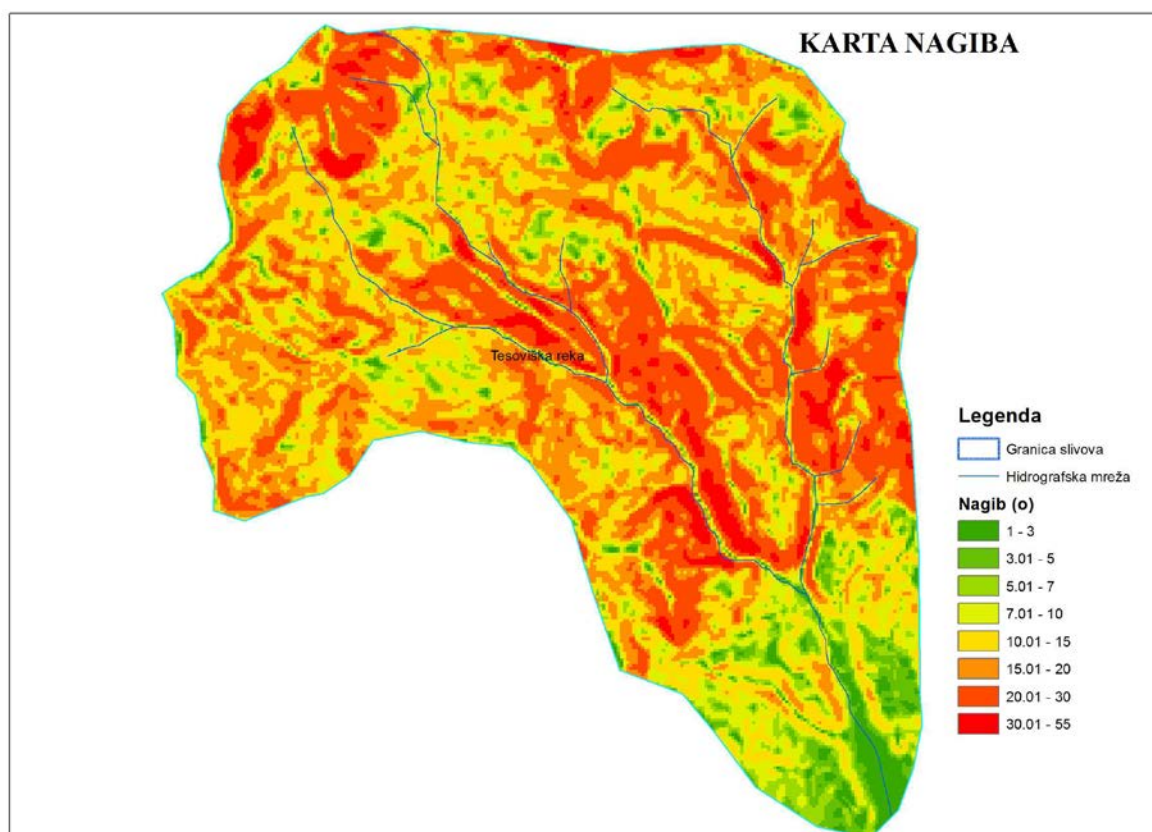 KARTA NAGIBA
Tesoviška reka
Legenda
Granica slivova
Hidrografska mreža
Nagib (o)
1 - 3
3.01 - 5
5.01 - 7
7.01 - 10
10.01 - 15
15.01 - 20
20.01 - 30
30.01 - 55